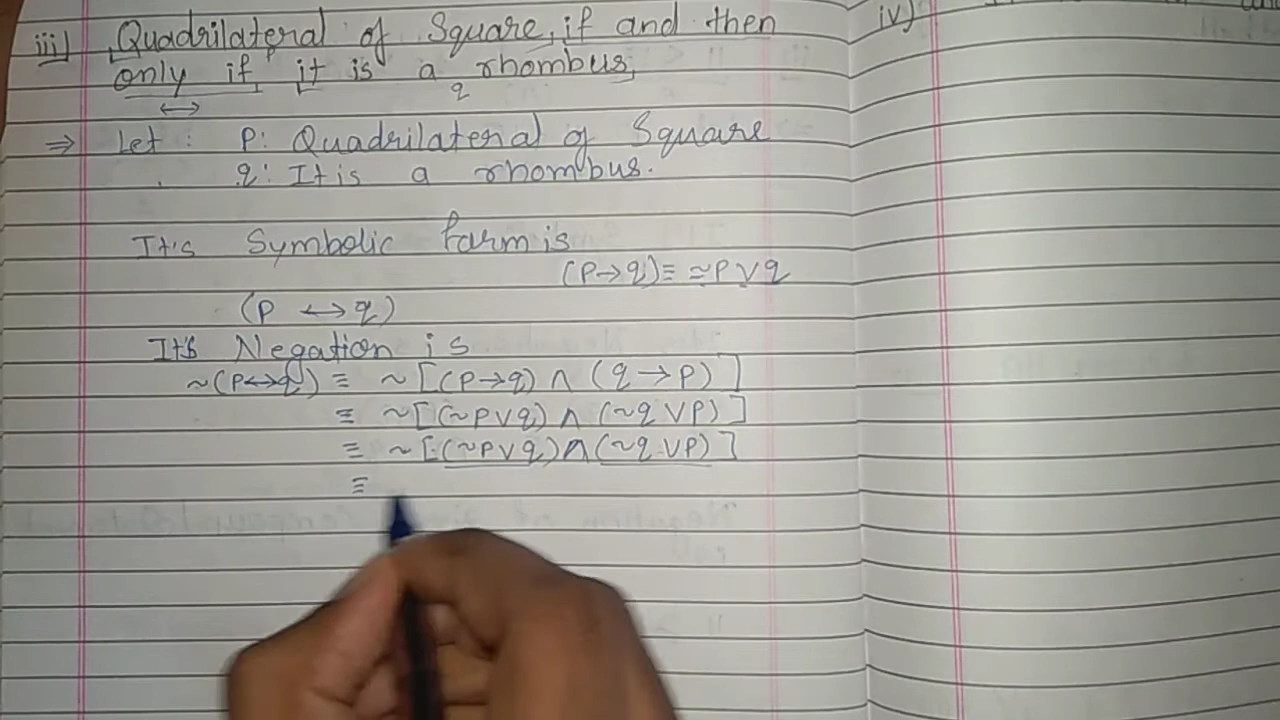 iii) Quadrilateral of Square, if and then iv)
only if, it is a rhombus,
↔ q
⇒ Let : P: Quadrilateral of Square
q: It is a rhombus.
It's Symbolic farm is
(P→q)≡ ~P∨q
(P ↔ q)
It's Negation is
~(P↔q) ≡ ~[(P→q) ∧ (q→P)]
≡ ~[(~P∨q) ∧ (~q∨P)]
≡ ~[(~P∨q)∧(~q∨P)]
≡